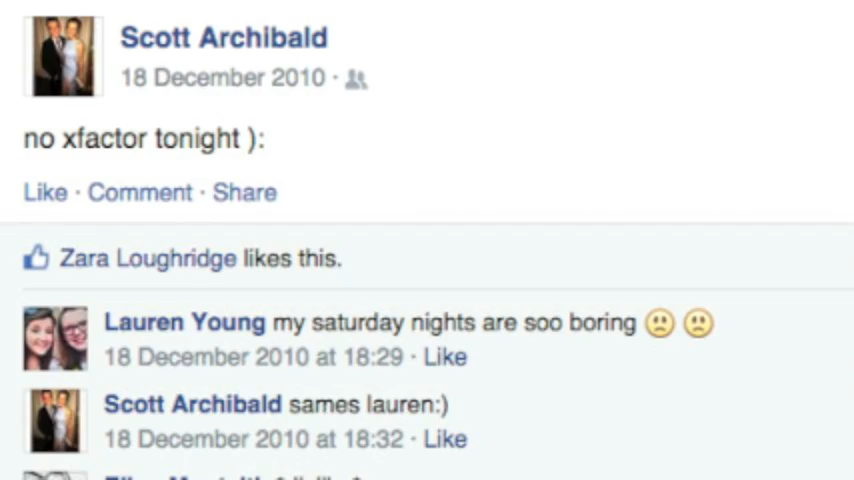 Scott Archibald
18 December 2010 ·
no xfactor tonight ):
Like · Comment · Share
Zara Loughridge likes this.
Lauren Young my saturday nights are soo boring
18 December 2010 at 18:29 · Like
Scott Archibald sames lauren:)
18 December 2010 at 18:32 · Like